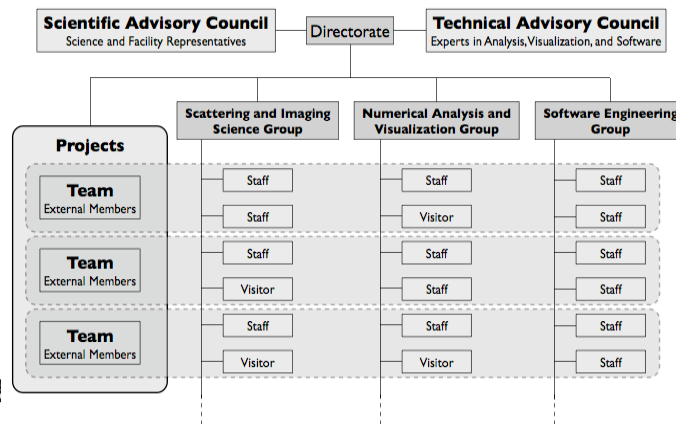 Scientific Advisory Council
Science and Facility Representatives
Directorate
Technical Advisory Council
Experts in Analysis, Visualization, and Software
Scattering and Imaging
Science Group
Numerical Analysis and
Visualization Group
Software Engineering
Group
Projects
Team
External Members
Staff
Staff
Staff
Staff
Visitor
Staff
Team
External Members
Staff
Staff
Staff
Visitor
Staff
Staff
Team
External Members
Staff
Staff
Staff
Visitor
Visitor
Staff